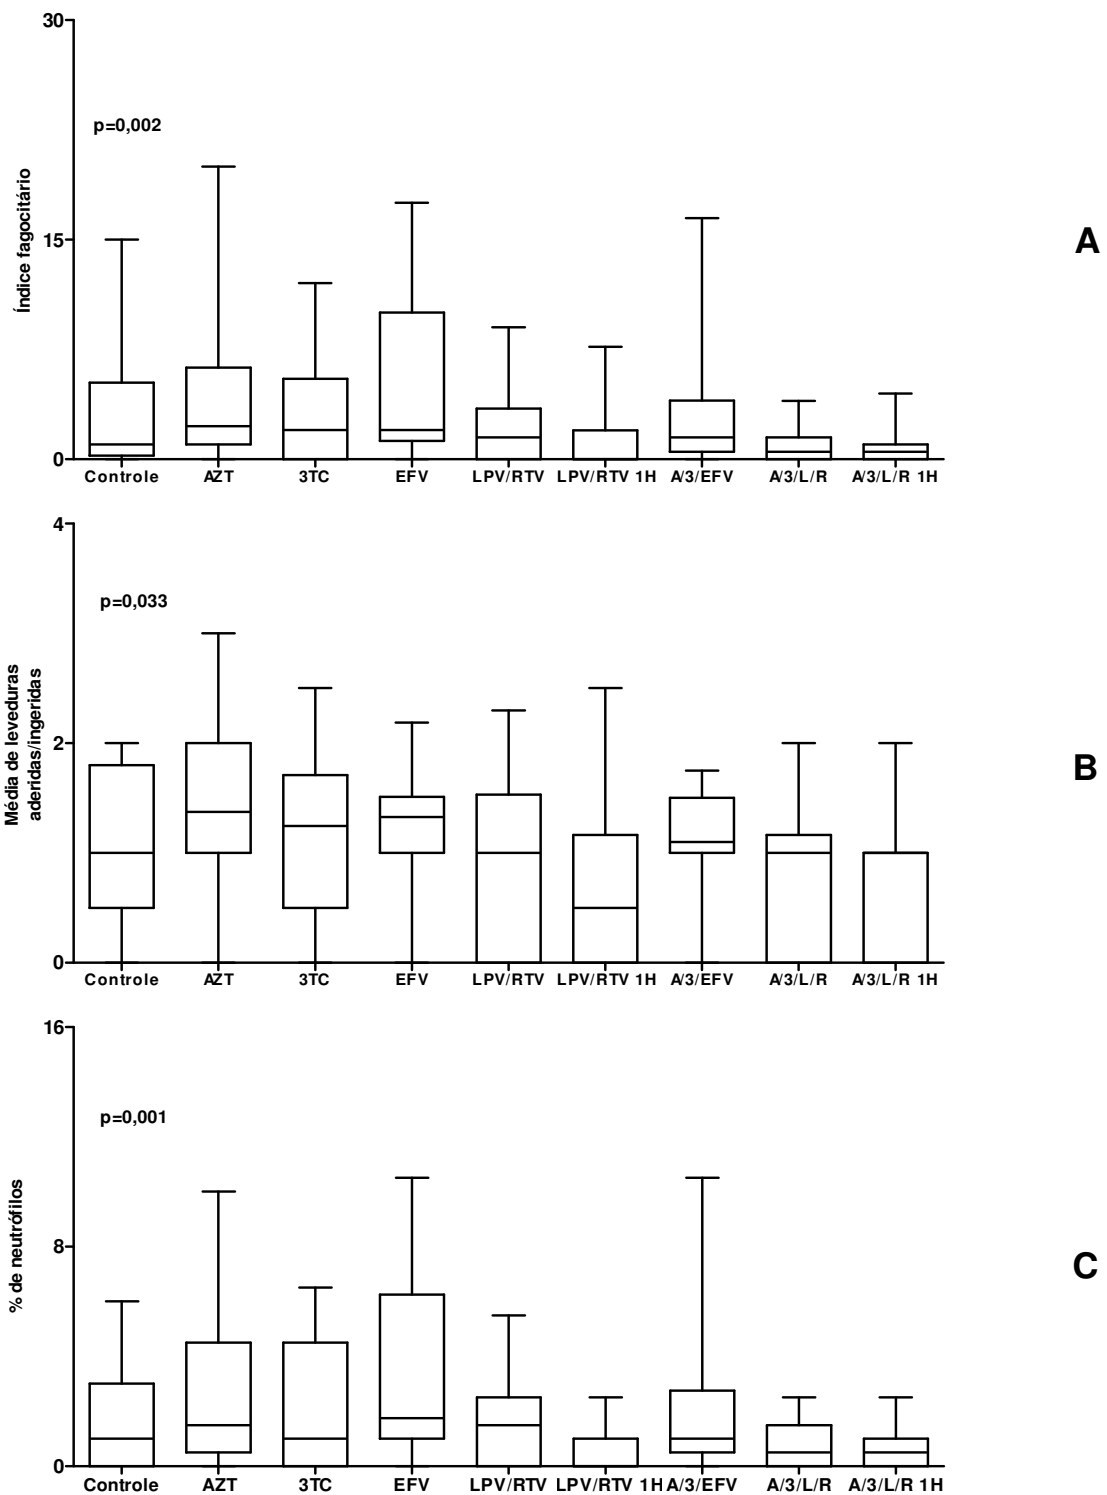 30
p=0,002
Índice fagocitário
15
0
Controle AZT 3TC EFV LPV/RTV LPV/RTV 1H A/3/EFV A/3/L/R A/3/L/R 1H
A
4
p=0,033
Média de leveduras
aderidas/ingeridas
2
0
Controle AZT 3TC EFV LPV/RTV LPV/RTV 1H A/3/EFV A/3/L/R A/3/L/R 1H
B
16
p=0,001
% de neutrófilos
8
0
Controle AZT 3TC EFV LPV/RTV LPV/RTV 1H A/3/EFV A/3/L/R A/3/L/R 1H
C